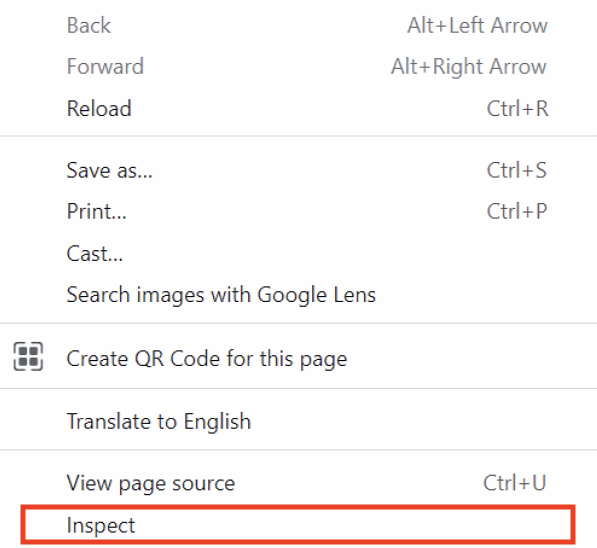 Back Alt+Left Arrow
Forward Alt+Right Arrow
Reload Ctrl+R
Save as... Ctrl+S
Print... Ctrl+P
Cast...
Search images with Google Lens
Create QR Code for this page
Translate to English
View page source Ctrl+U
Inspect